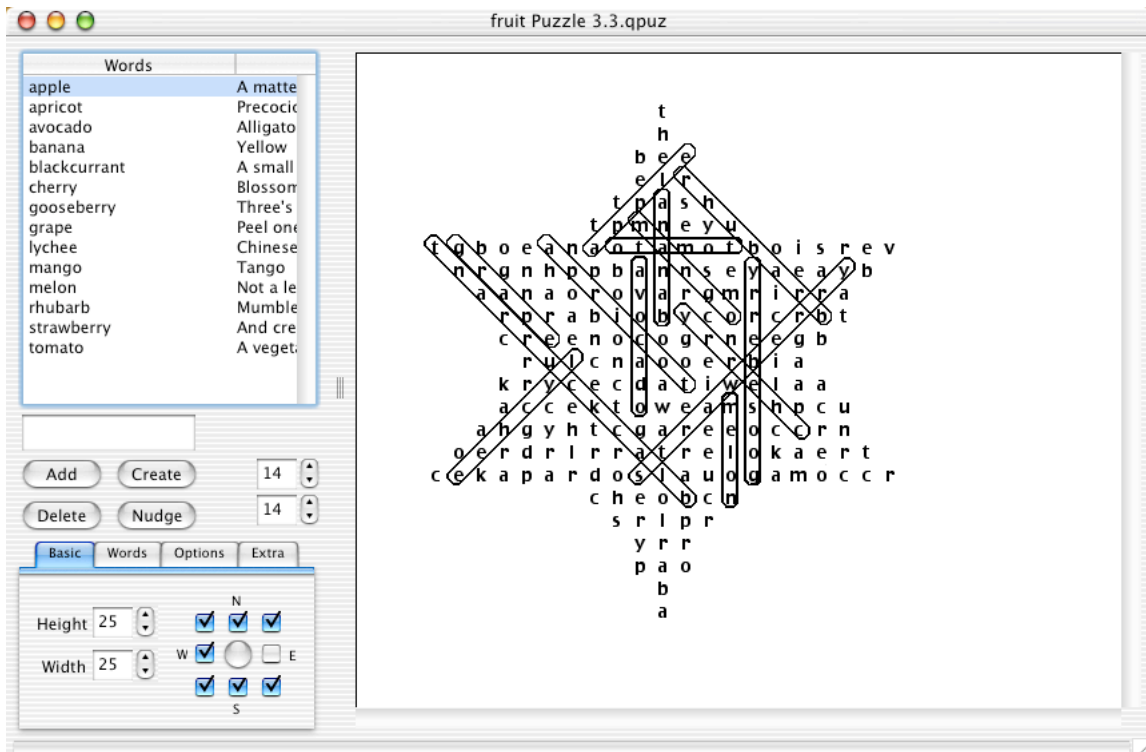 fruit Puzzle 3.3.qpuz
Words
apple A matte
apricot Precocic
avocado Alligato
banana Yellow
blackcurrant A small
cherry Blossom
gooseberry Three's
grape Peel one
lychee Chinese
mango Tango
melon Not a le
rhubarb Mumble
strawberry And cre
tomato A vegeta
Add Create 14
Delete Nudge 14
Basic Words Options Extra
N
Height 25
W E
Width 25
S
t
h
b e e
e l r
t p a s h
t p m n e y u
t g b o e a n a o t a m o t b o i s r e v
n r g n h p p b a n n s e y a e a y b
a a n a o r o v a r g m r i r r a
r p r a b i o b y c o r c r b t
c r e e n o c o g r n e e g b
r u l c n a o o e r b i a
k r y c e c d a t i w e l a a
a c c e k t o w e a m s h p c u
a h g y h t c g a r e e o c c r n
o e r d r l r r a t r e l o k a e r t
c e k a p a r d o s l a u o g a m o c c r
c h e o b c n
s r l p r
y r r
p a o
b
a